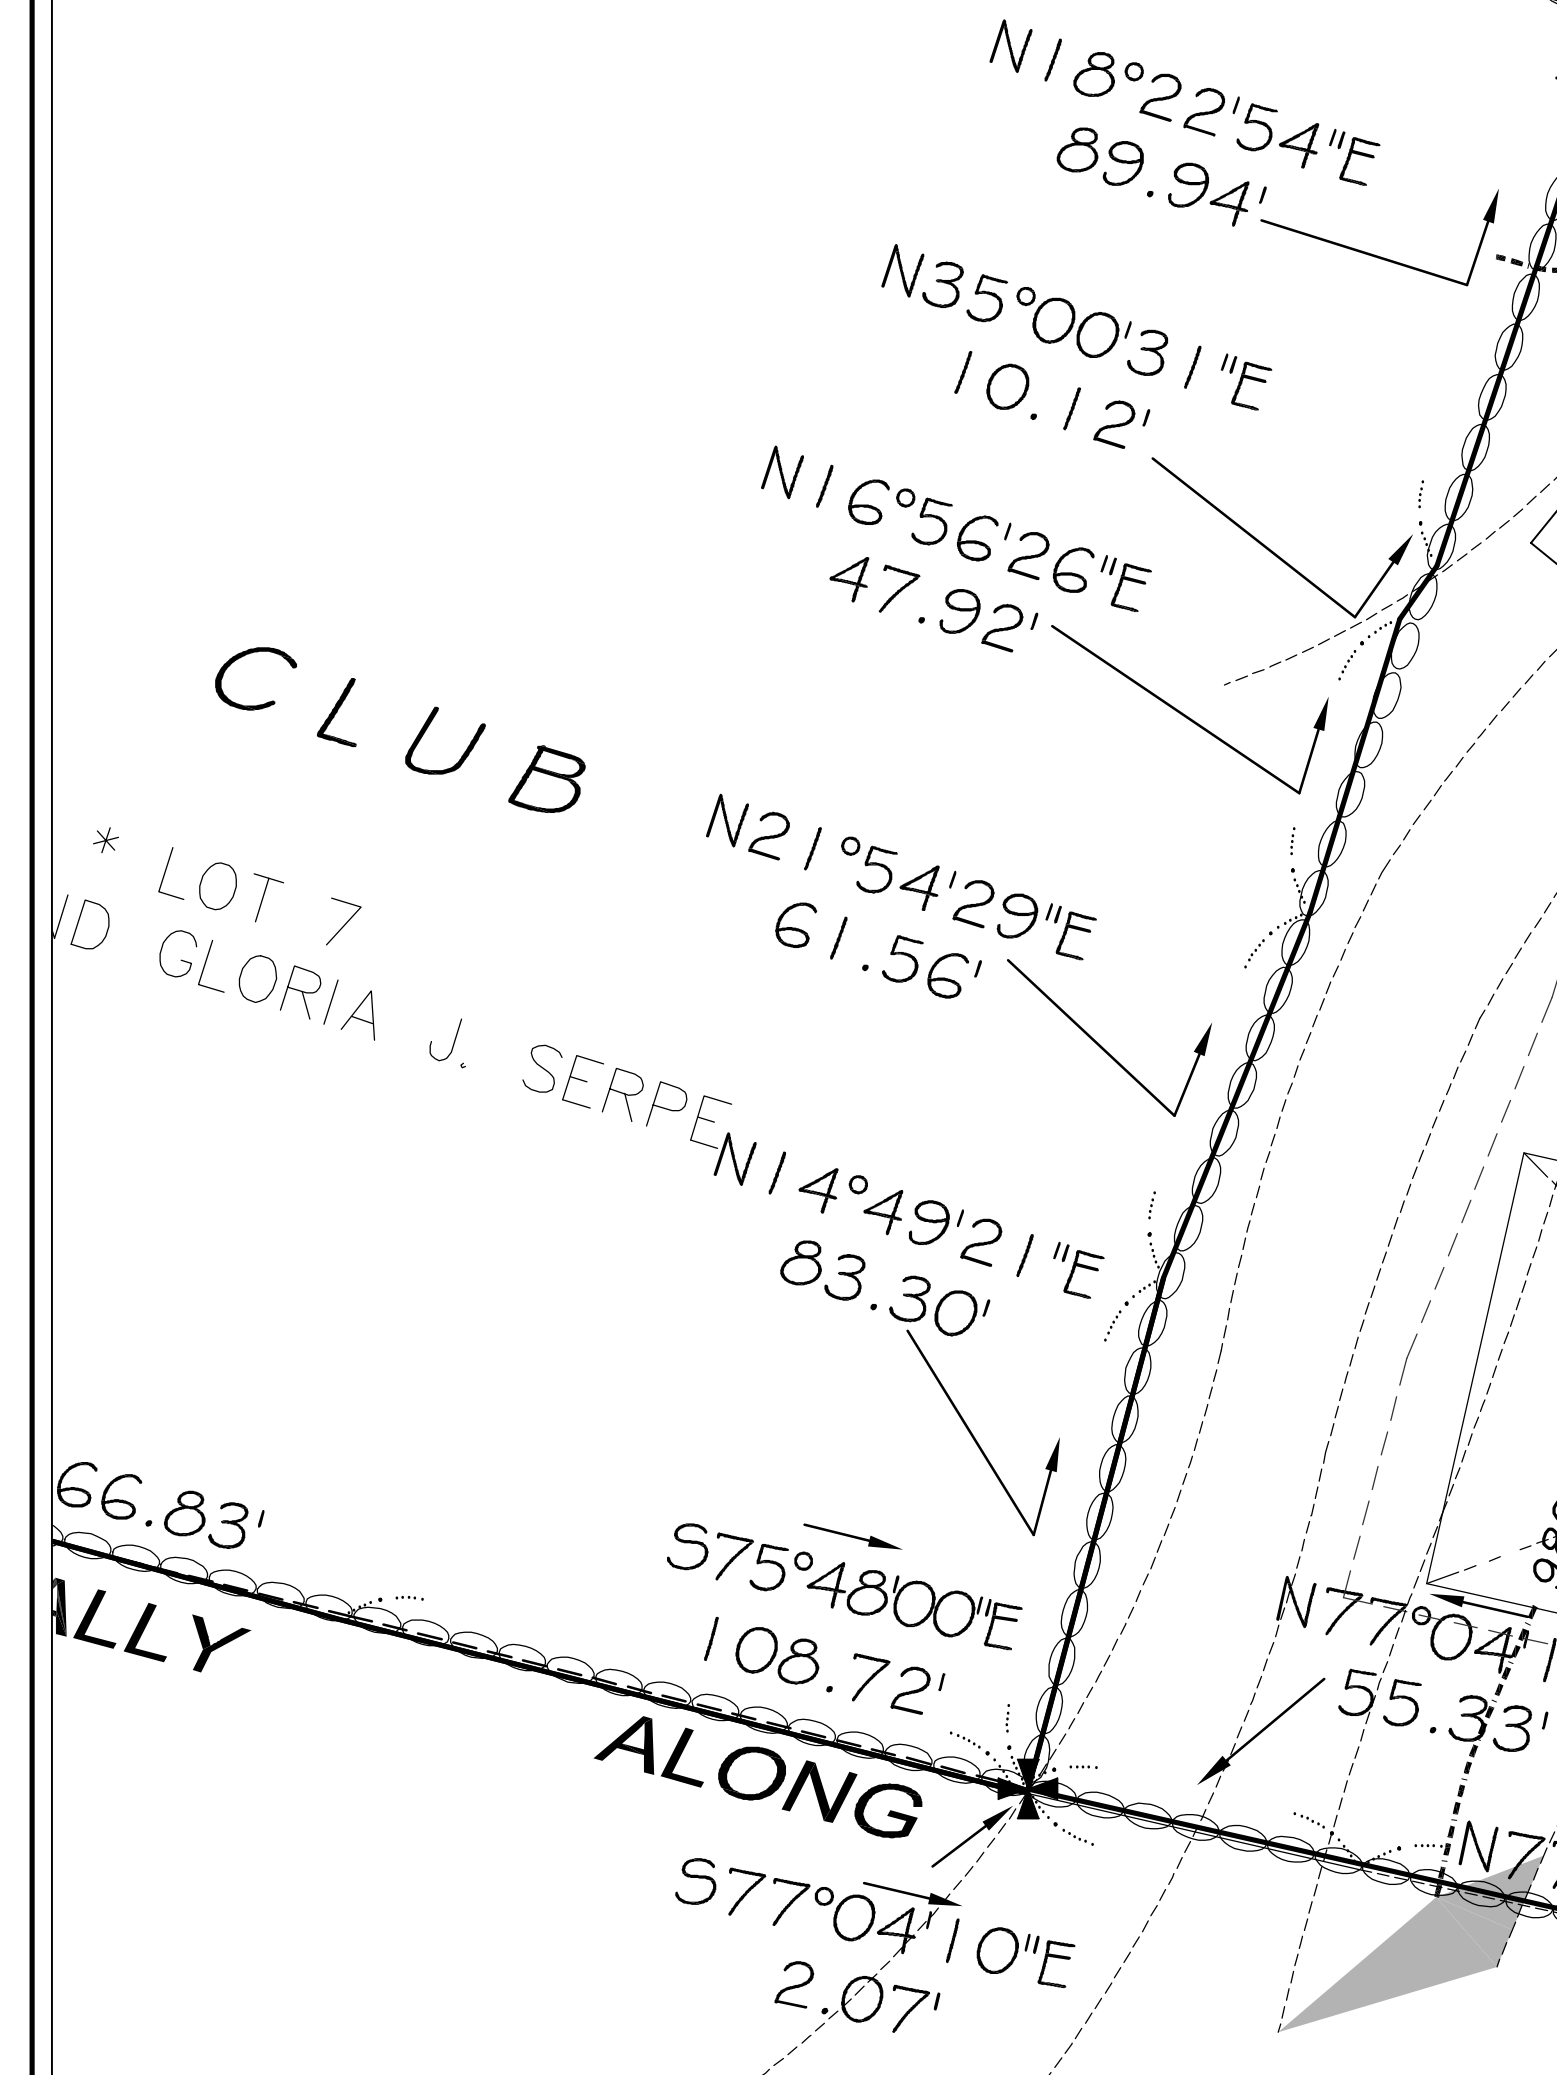 N18°22'54"E
89.94'
N35°00'31"E
10.12'
N16°56'26"E
47.92'
CLUB
N21°54'29"E
61.56'
* LOT 7
ND GLORIA J. SERPE
N14°49'21"E
83.30'
66.83'
S75°48'00"E
108.72'
ALLY
ALONG
N77°04'1
55.33'
N77
S77°04'10"E
2.07'